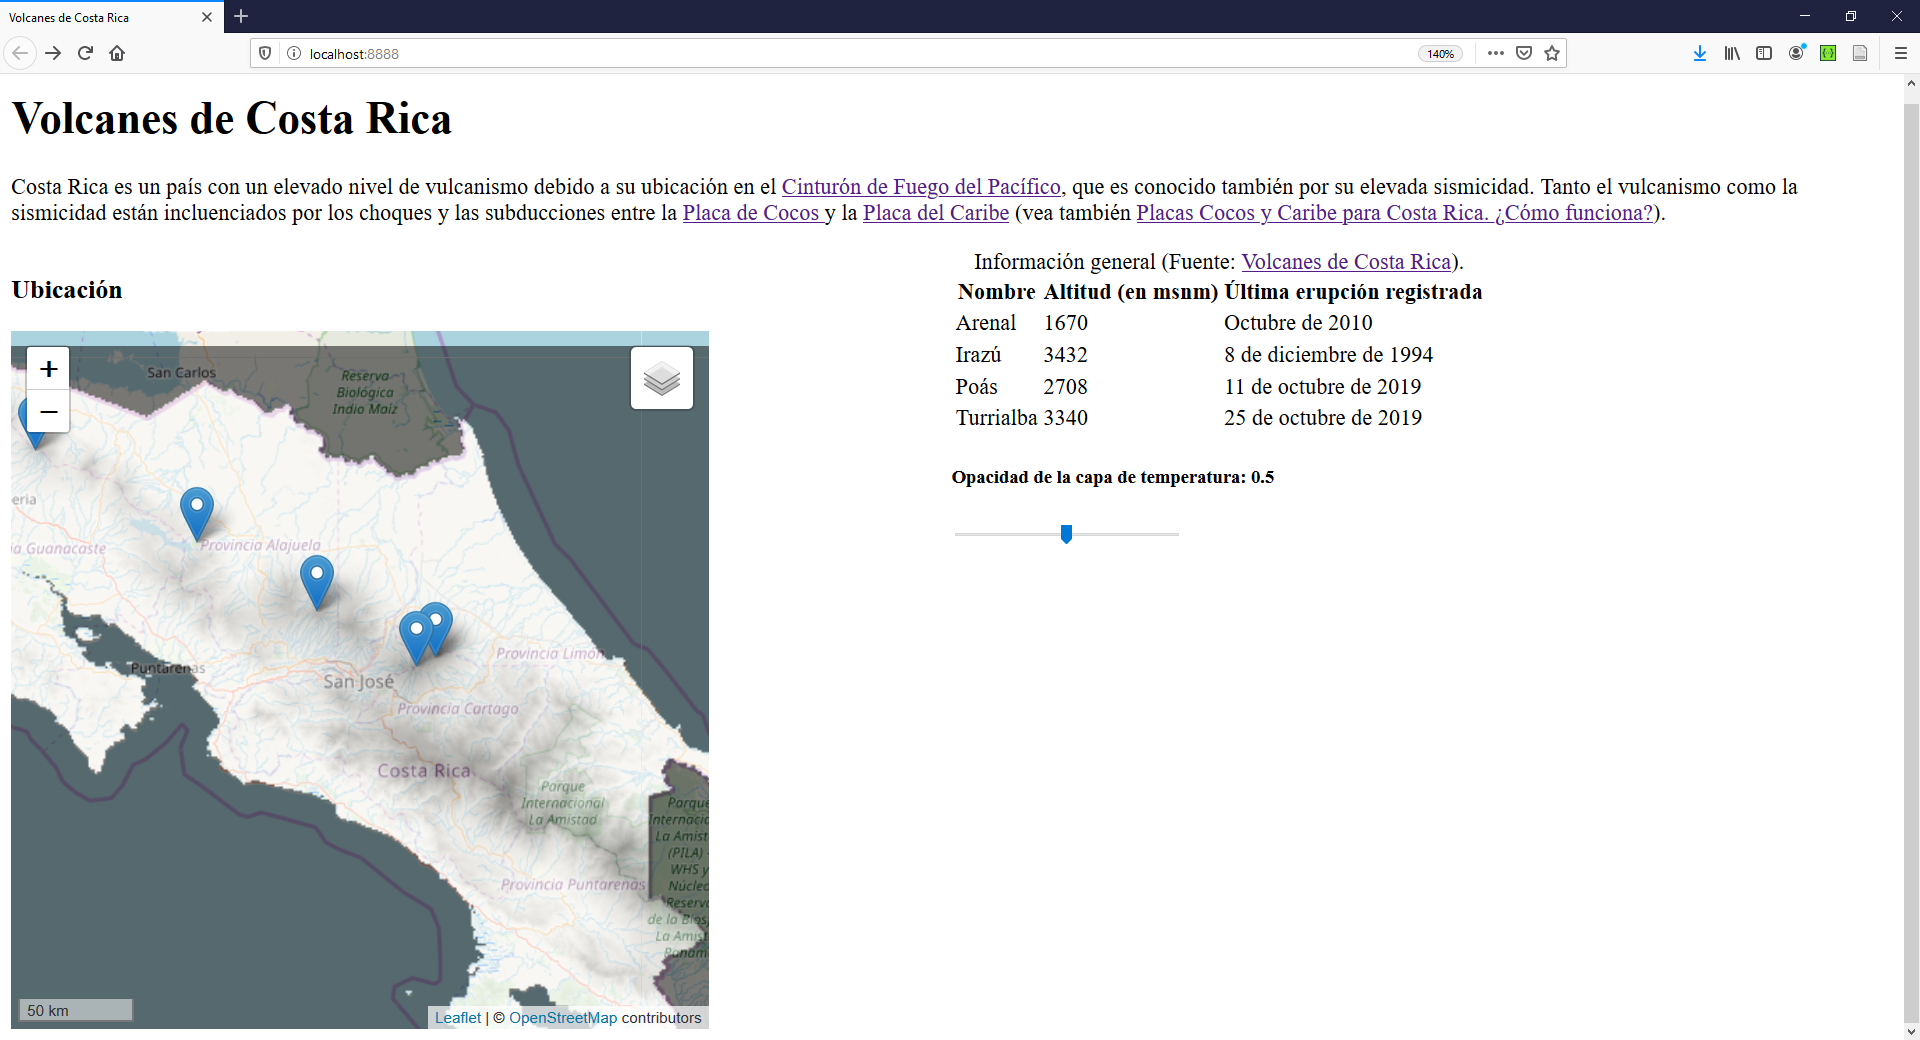 Volcanes de Costa Rica
localhost:8888
140%
Volcanes de Costa Rica
Costa Rica es un país con un elevado nivel de vulcanismo debido a su ubicación en el Cinturón de Fuego del Pacífico, que es conocido también por su elevada sismicidad. Tanto el vulcanismo como la
sismicidad están incluenciados por los choques y las subducciones entre la Placa de Cocos y la Placa del Caribe (vea también Placas Cocos y Caribe para Costa Rica. ¿Cómo funciona?).
Ubicación
+
−
San Carlos
Reserva
Biológica
Indio Maíz
eria
ia Guanacaste
Provincia Alajuela
Puntarenas
San José
Provincia Limón
Provincia Cartago
Costa Rica
Parque
Internacional
La Amistad
Parque
Internacio
La Amist
(PILA) -
WHS y
Núcleo
Reserva
de la Bios
La Amist
Panamá
Provincia Puntarenas
50 km
Leaflet | © OpenStreetMap contributors
Información general (Fuente: Volcanes de Costa Rica).
Nombre Altitud (en msnm) Última erupción registrada
Arenal 1670 Octubre de 2010
Irazú 3432 8 de diciembre de 1994
Poás 2708 11 de octubre de 2019
Turrialba 3340 25 de octubre de 2019
Opacidad de la capa de temperatura: 0.5